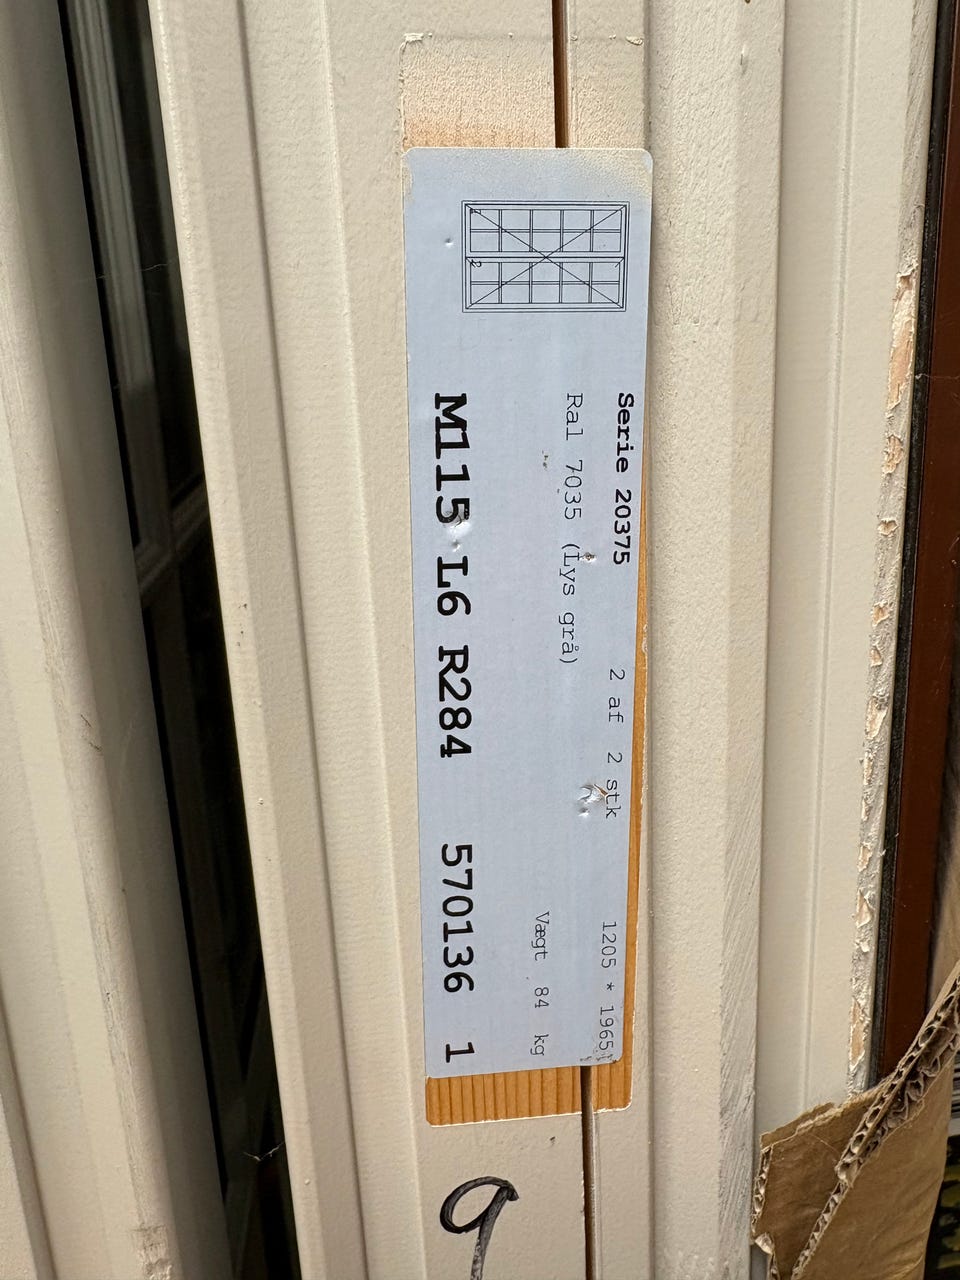 Serie 20375 2 af 2 stk 1205 * 1965
Ral 7035 (Lys grå)
Vægt 84 kg
M115 L6 R284 570136 1
9